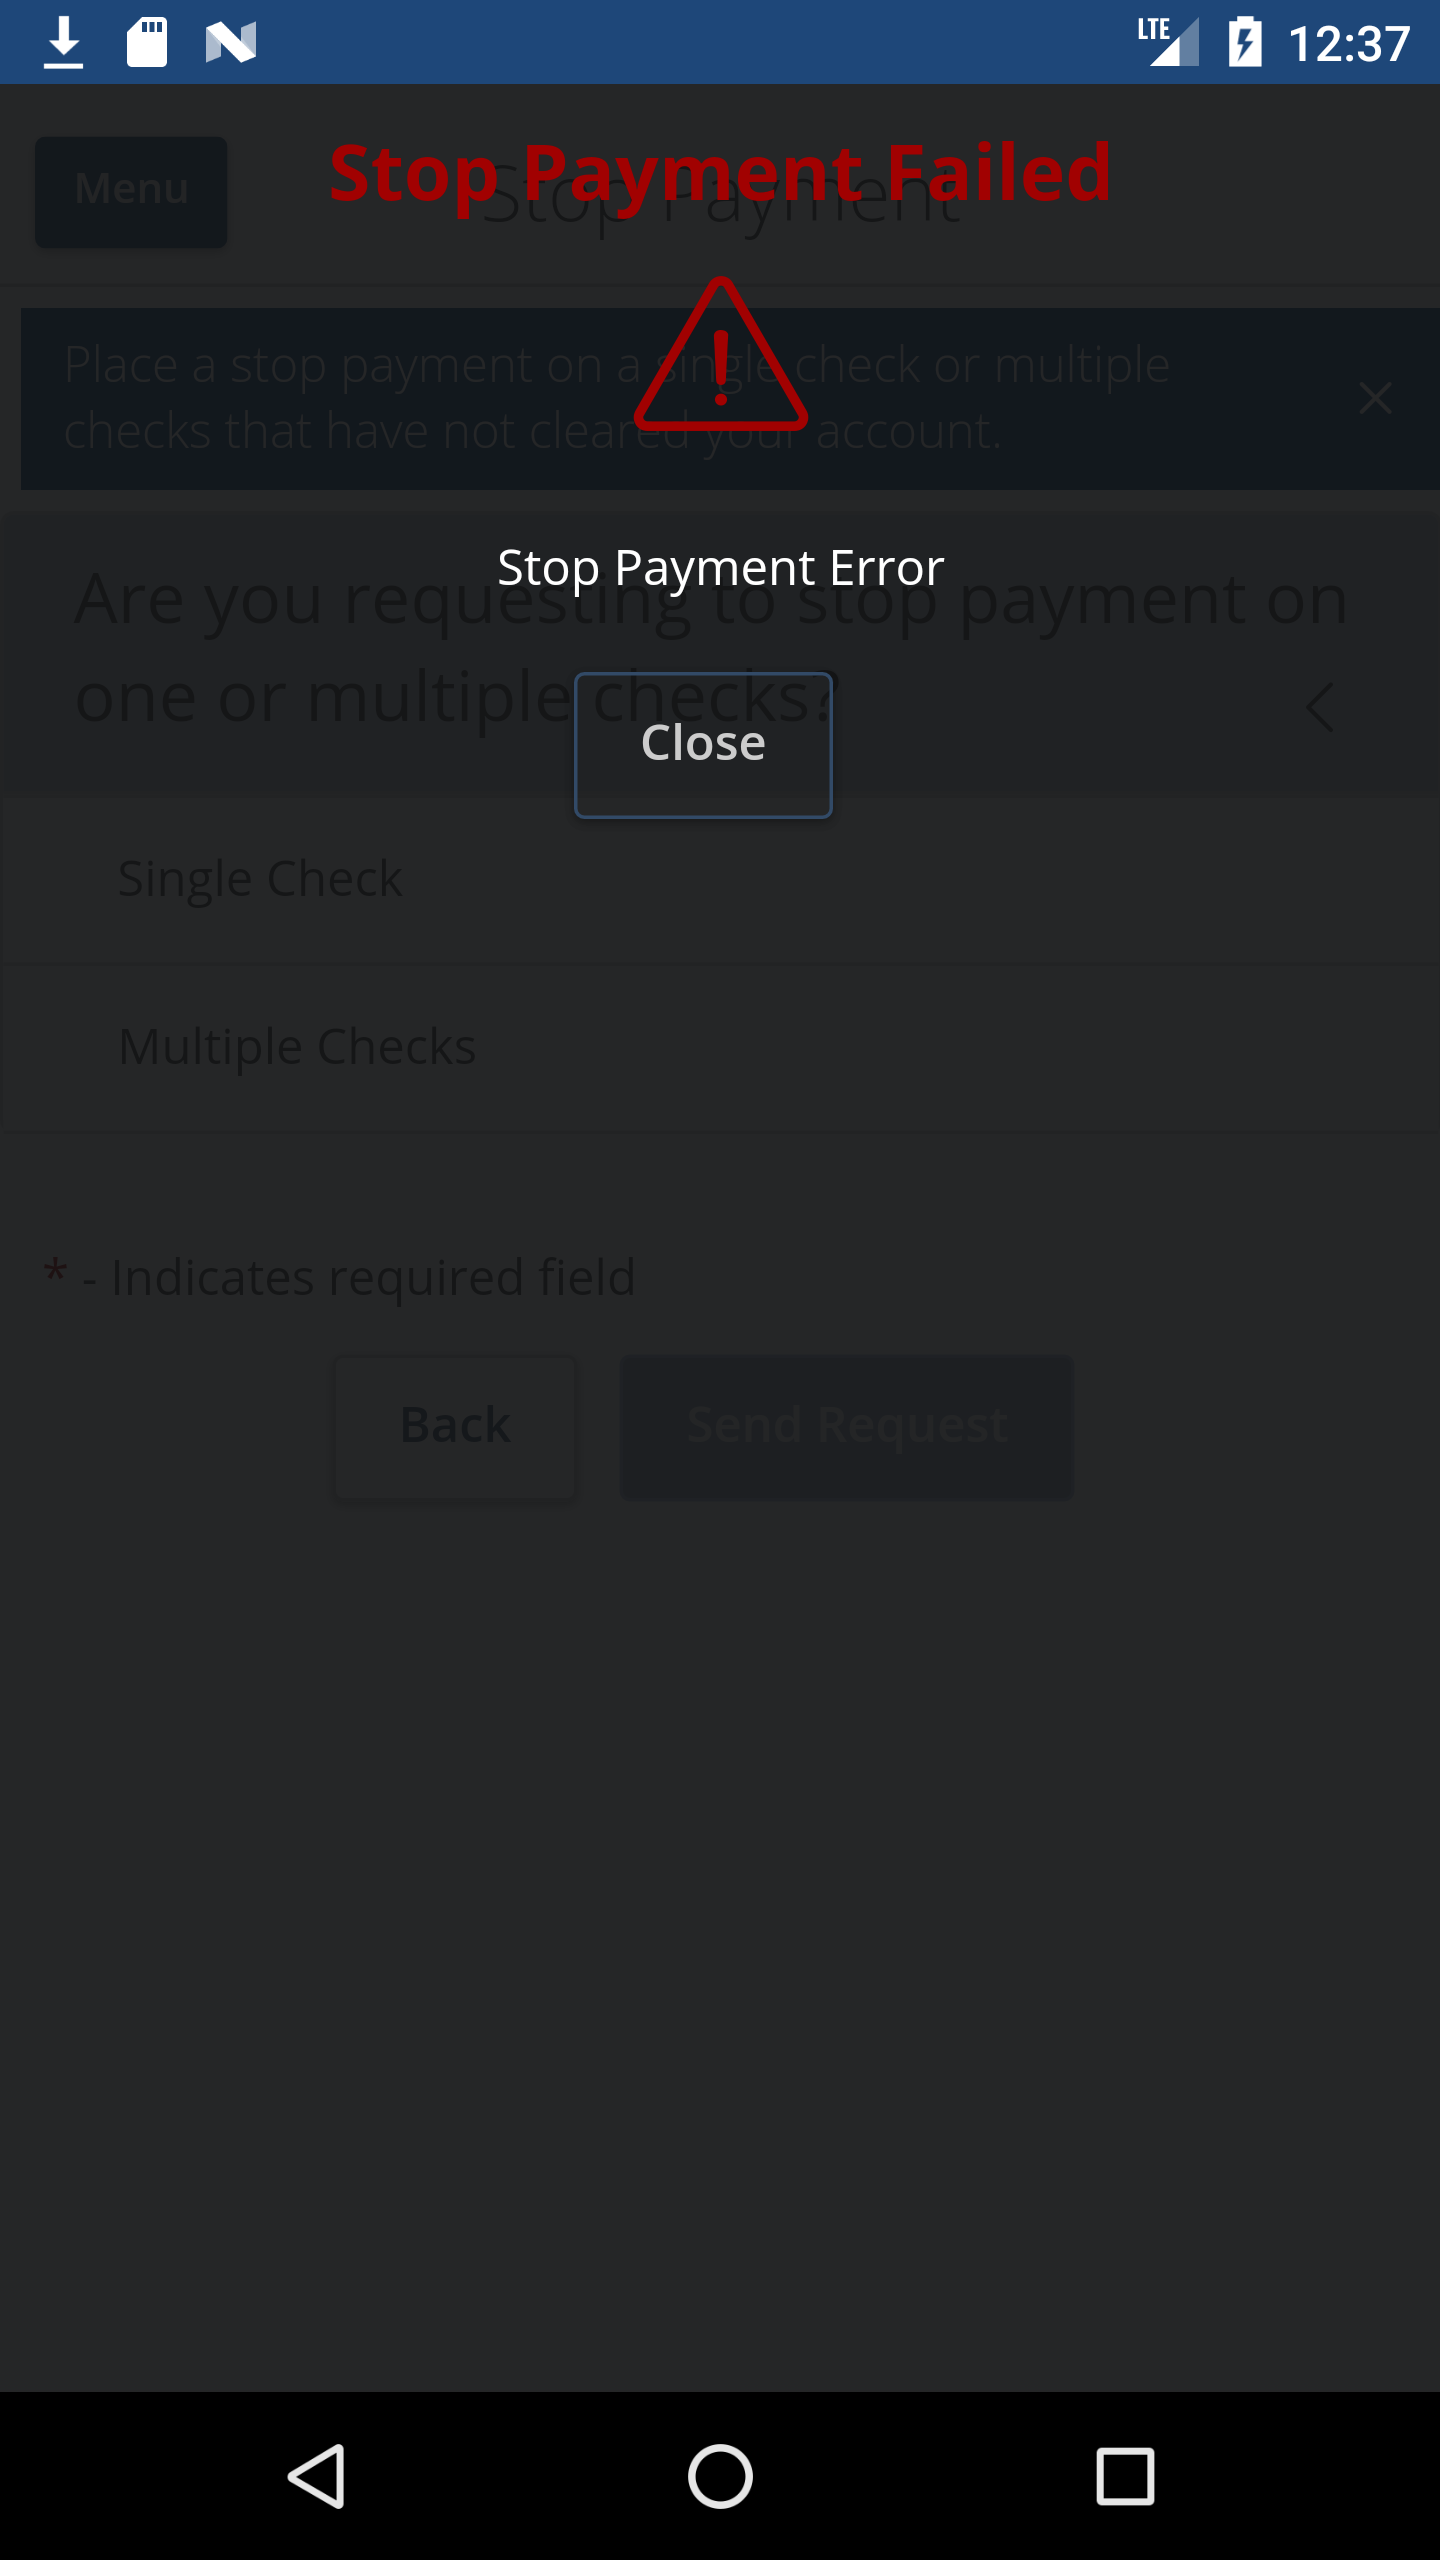 LTE 12:37
Menu
Stop Payment Failed
Stop Payment
Place a stop payment on a single check or multiple
checks that have not cleared your account.
Stop Payment Error
Are you requesting to stop payment on
one or multiple checks?
Close
Single Check
Multiple Checks
* - Indicates required field
Back
Send Request